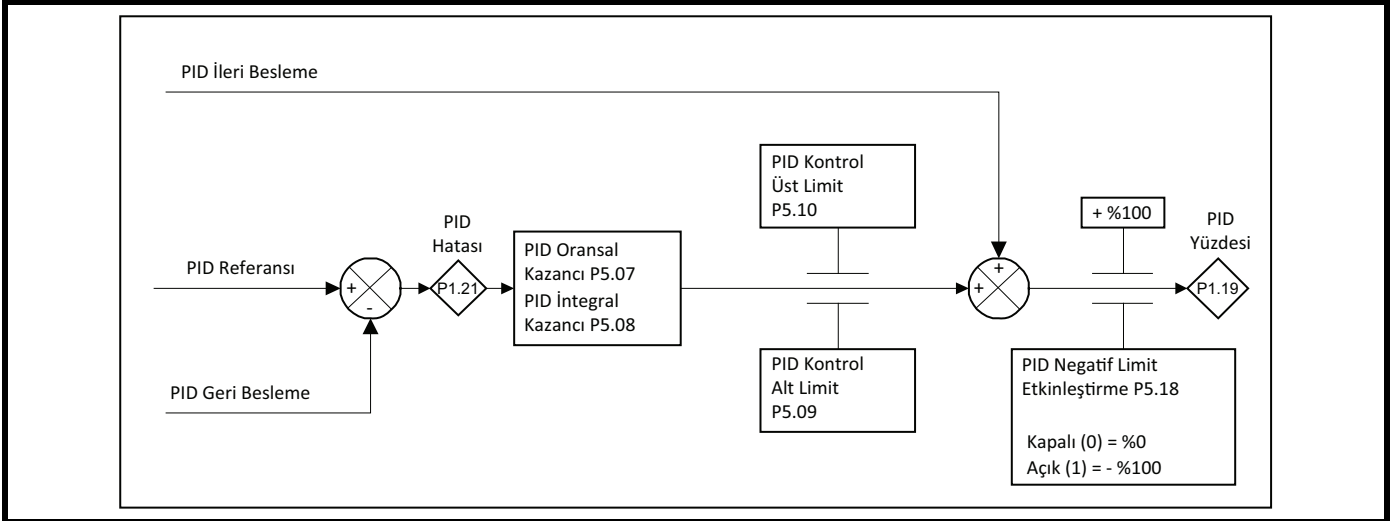 PID İleri Besleme
PID Kontrol
Üst Limit
P5.10
+ %100
PID
Yüzdesi
PID
Hatası
PID Referansı
+
-
P1.21
PID Oransal
Kazancı P5.07
PID İntegral
Kazancı P5.08
+
+
P1.19
PID Geri Besleme
PID Kontrol
Alt Limit
P5.09
PID Negatif Limit
Etkinleştirme P5.18
Kapalı (0) = %0
Açık (1) = - %100